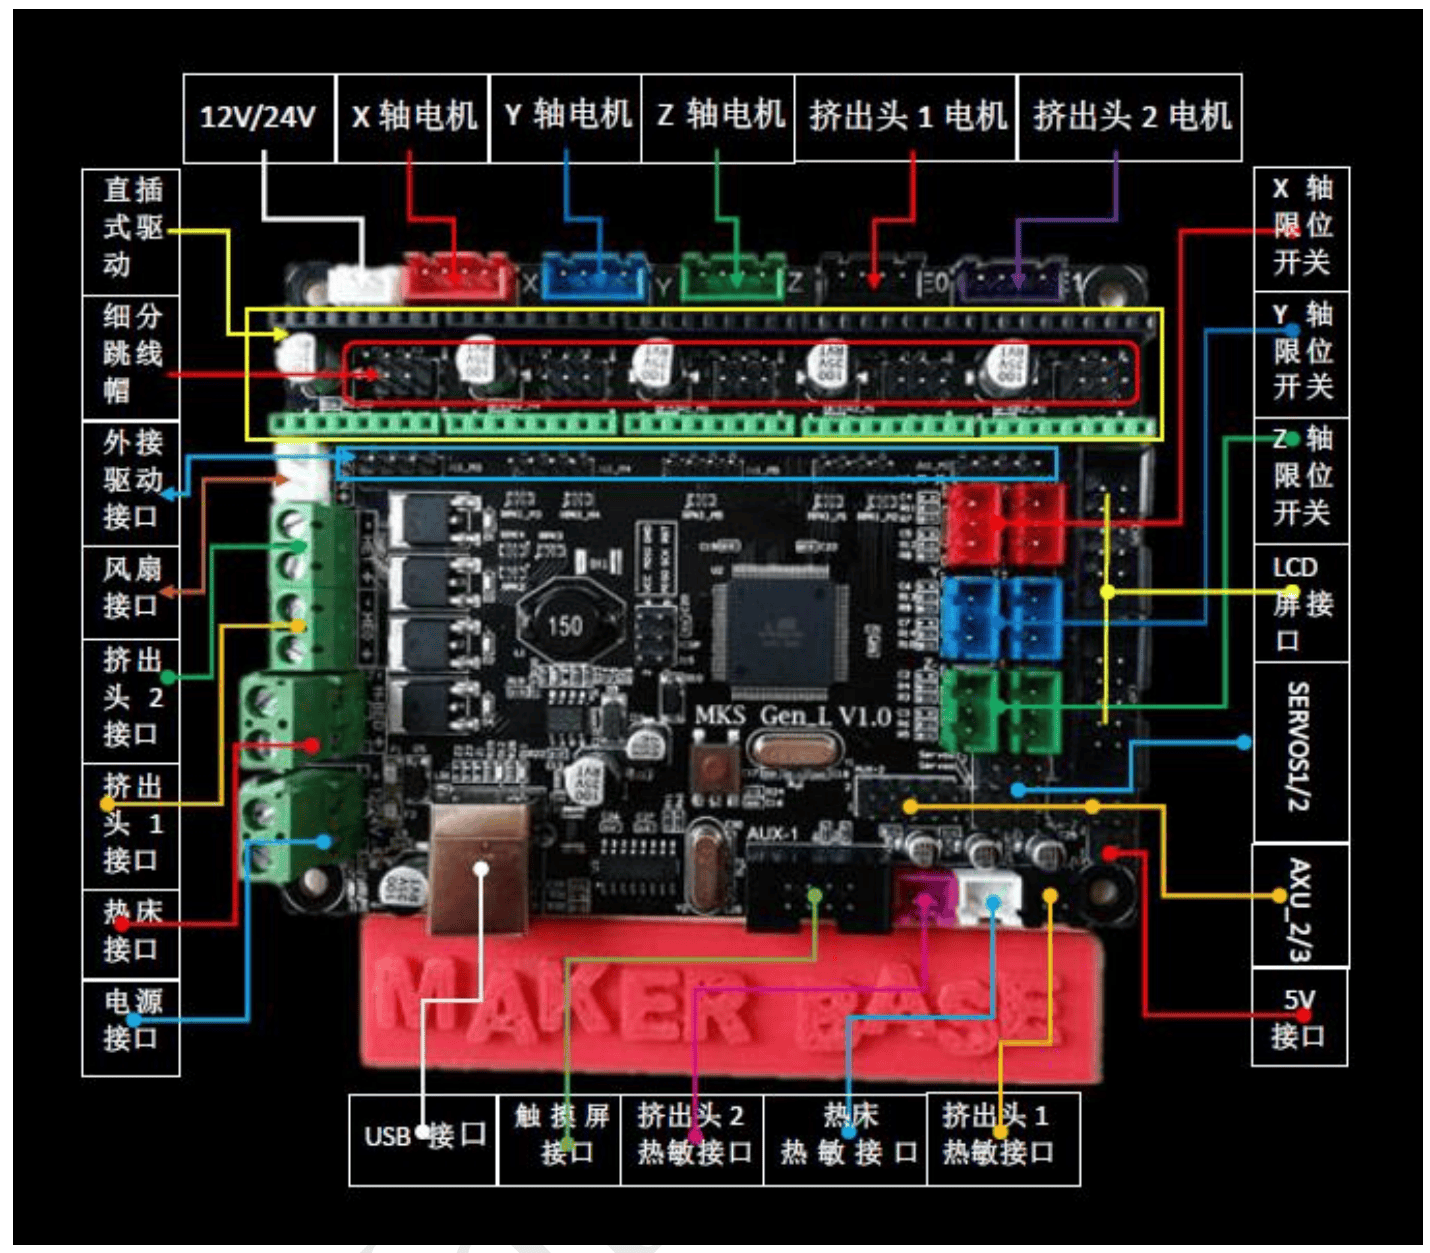 12V/24V
X 轴电机
Y 轴电机
Z 轴电机
挤出头 1 电机
挤出头 2 电机
直插
式驱
动
细分
跳线
帽
外接
驱动
接口
风扇
接口
挤出
头 2
接口
挤出
头 1
接口
热床
接口
电源
接口
X 轴
限位
开关
Y 轴
限位
开关
Z 轴
限位
开关
LCD
屏接
口
SERVOS1/2
AXU_2/3
5V
接口
X
Y
Z
E0
E1
150
MKS Gen_L V1.0
AUX-1
MAKER BASE
USB 接口
触摸屏
接口
挤出头 2
热敏接口
热床
热敏接口
挤出头 1
热敏接口